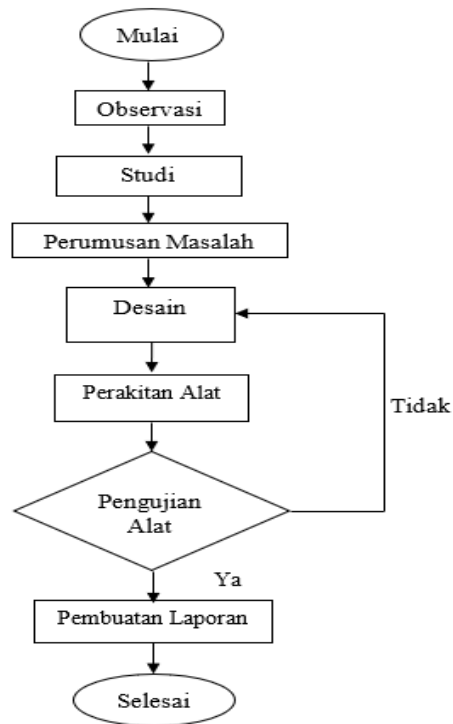 Mulai
Observasi
Studi
Perumusan Masalah
Desain
Perakitan Alat
Tidak
Pengujian
Alat
Ya
Pembuatan Laporan
Selesai